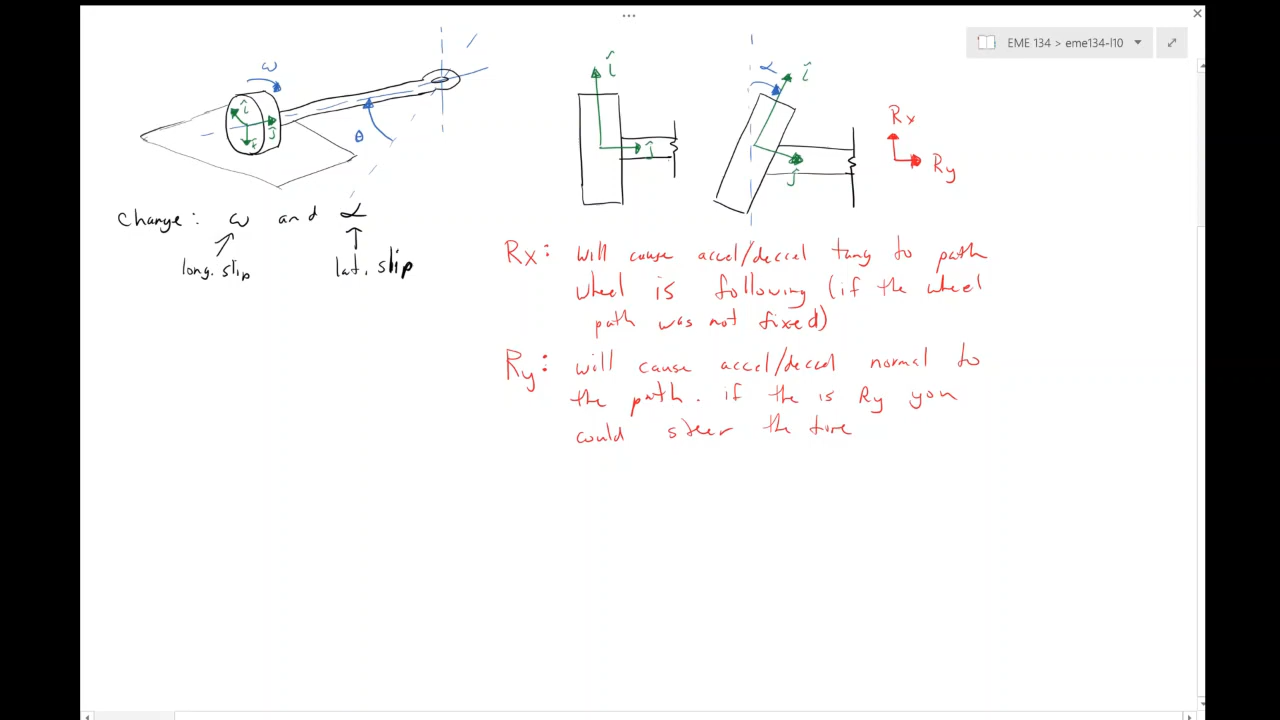 EME 134 > eme134-l10
ω
î
ĵ
k̂
θ
î
ĵ
α
î
ĵ
Rx
Ry
Change: ω and α
long. slip
lat. slip
Rx: will cause accel/deccel tang to path
wheel is following (if the wheel
path was not fixed)
Ry: will cause accel/deccel normal to
the path. if the is Ry you
could steer the tire